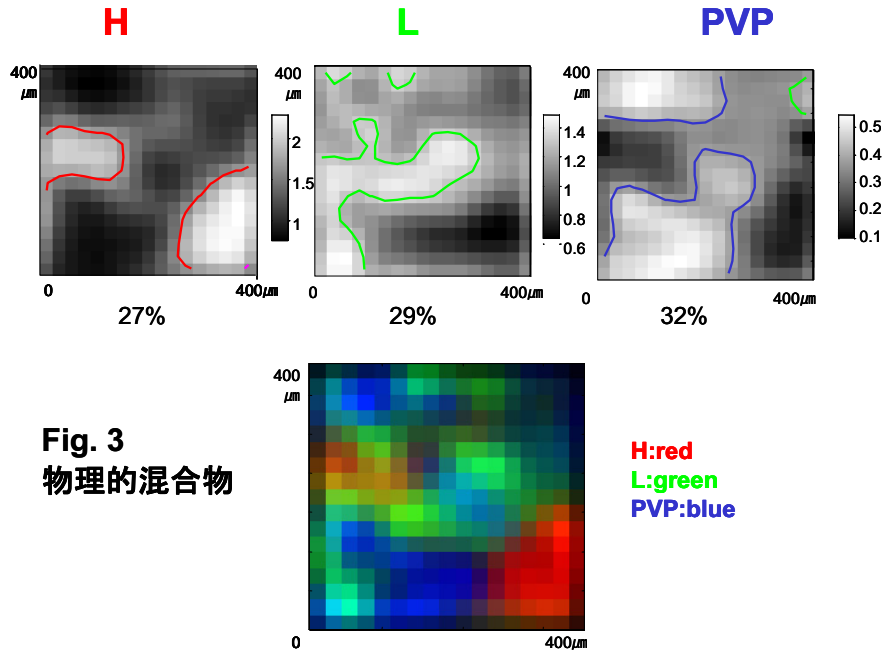 H L PVP
400 400 400
㎛ ㎛ ㎛
2 1.4 0.5
1.5 1.2 0.4
1 1 0.3
0.8 0.2
0.6 0.1
0 400㎛ 0 400㎛ 0 400㎛
27% 29% 32%
400
㎛
Fig. 3
物理的混合物
H:red
L:green
PVP:blue
0 400㎛